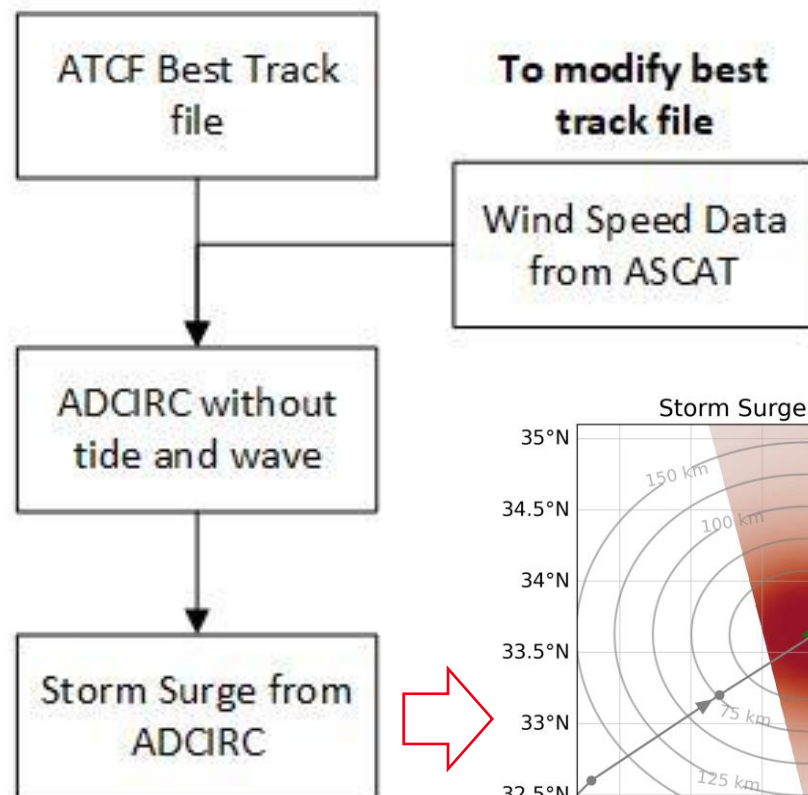 ATCF Best Track
file
To modify best
track file
Wind Speed Data
from ASCAT
ADCIRC without
tide and wave
Storm Surge from
ADCIRC
Storm Surge
35°N
150 km
34.5°N
100 km
34°N
33.5°N
33°N
75 km
125 km
32.5°N